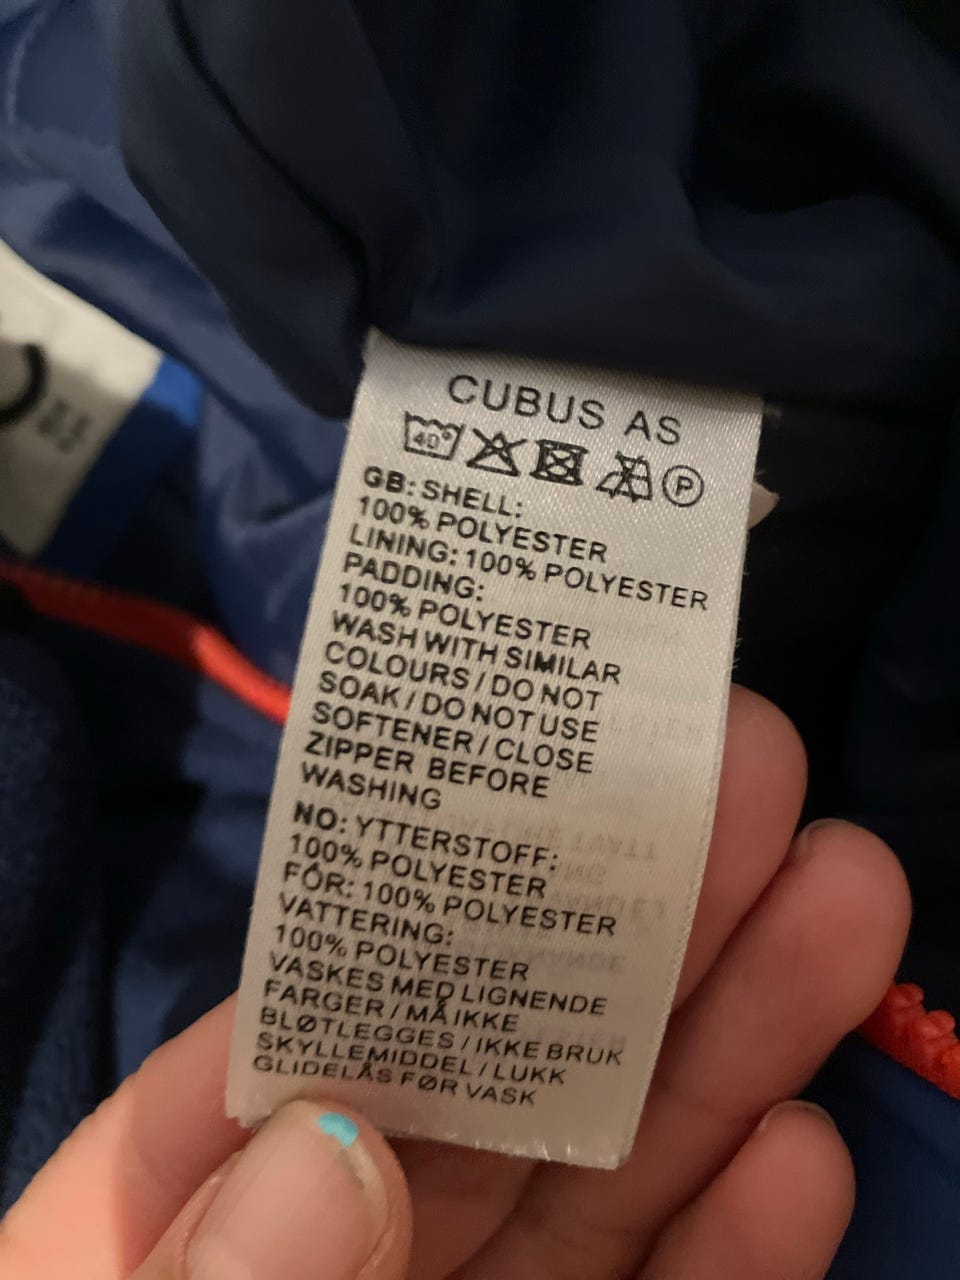 CUBUS AS
40°
P
GB: SHELL:
100% POLYESTER
LINING: 100% POLYESTER
PADDING:
100% POLYESTER
WASH WITH SIMILAR
COLOURS / DO NOT
SOAK / DO NOT USE
SOFTENER / CLOSE
ZIPPER BEFORE
WASHING
NO: YTTERSTOFF:
100% POLYESTER
FÔR: 100% POLYESTER
VATTERING:
100% POLYESTER
VASKES MED LIGNENDE
FARGER / MÅ IKKE
BLØTLEGGES / IKKE BRUK
SKYLLEMIDDEL / LUKK
GLIDELÅS FØR VASK